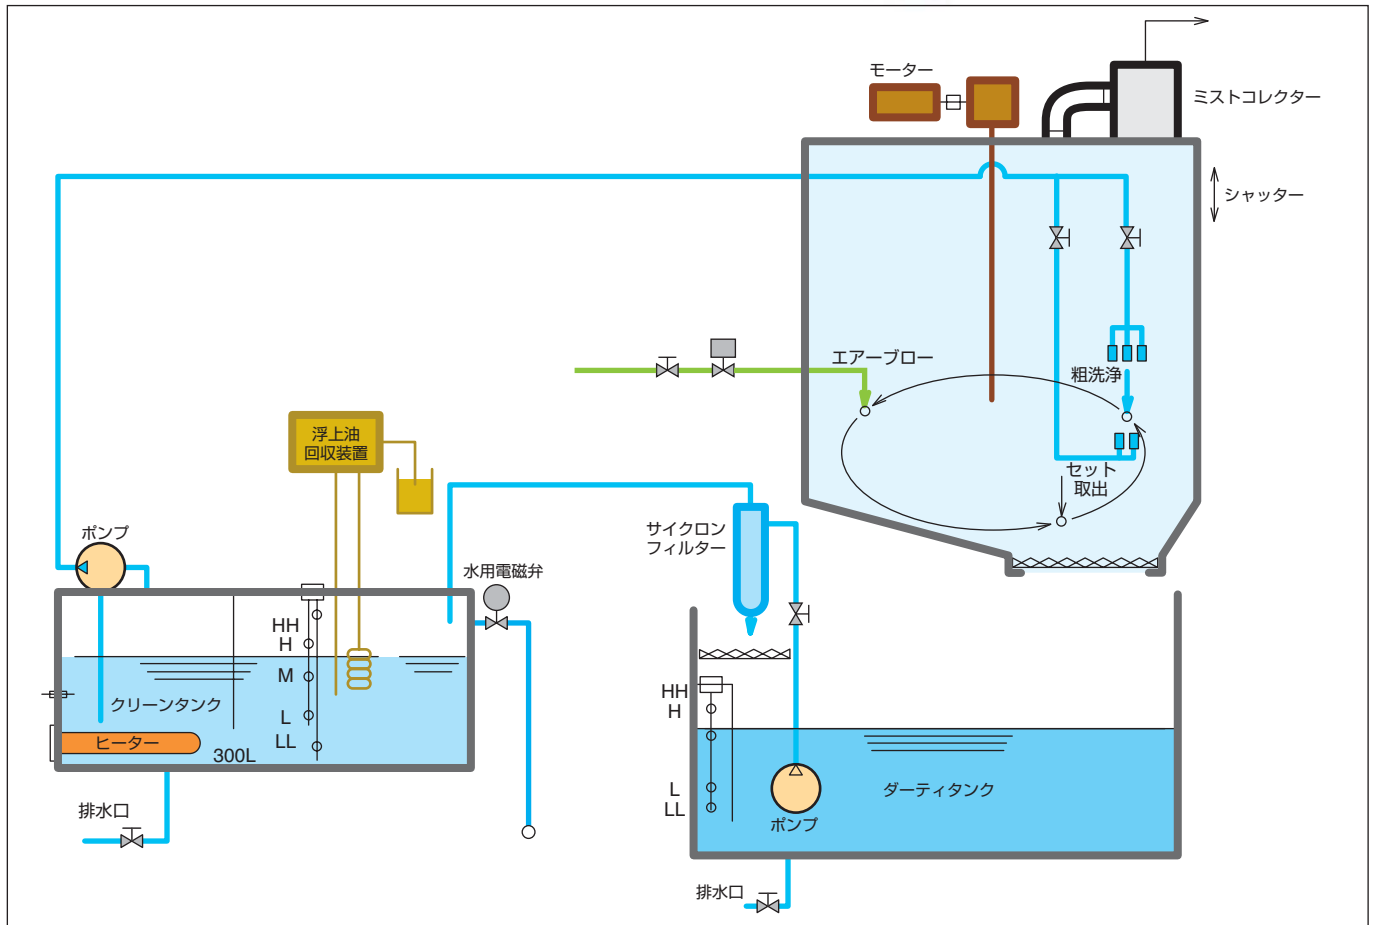 モーター
ミストコレクター
シャッター
エアーブロー
粗洗浄
セット
取出
浮上油
回収装置
ポンプ
水用電磁弁
サイクロン
フィルター
HH
H
M
L
LL
クリーンタンク
ヒーター
300L
排水口
HH
H
L
LL
ポンプ
ダーティタンク
排水口